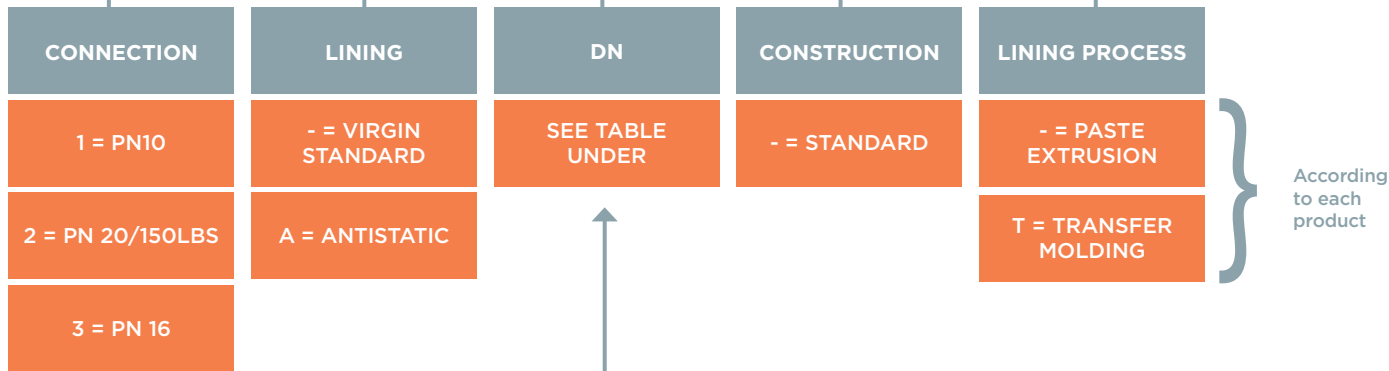 CONNECTION
1 = PN10
2 = PN 20/150LBS
3 = PN 16
LINING
- = VIRGIN
STANDARD
A = ANTISTATIC
DN
SEE TABLE
UNDER
CONSTRUCTION
- = STANDARD
LINING PROCESS
- = PASTE
EXTRUSION
T = TRANSFER
MOLDING
According
to each
product